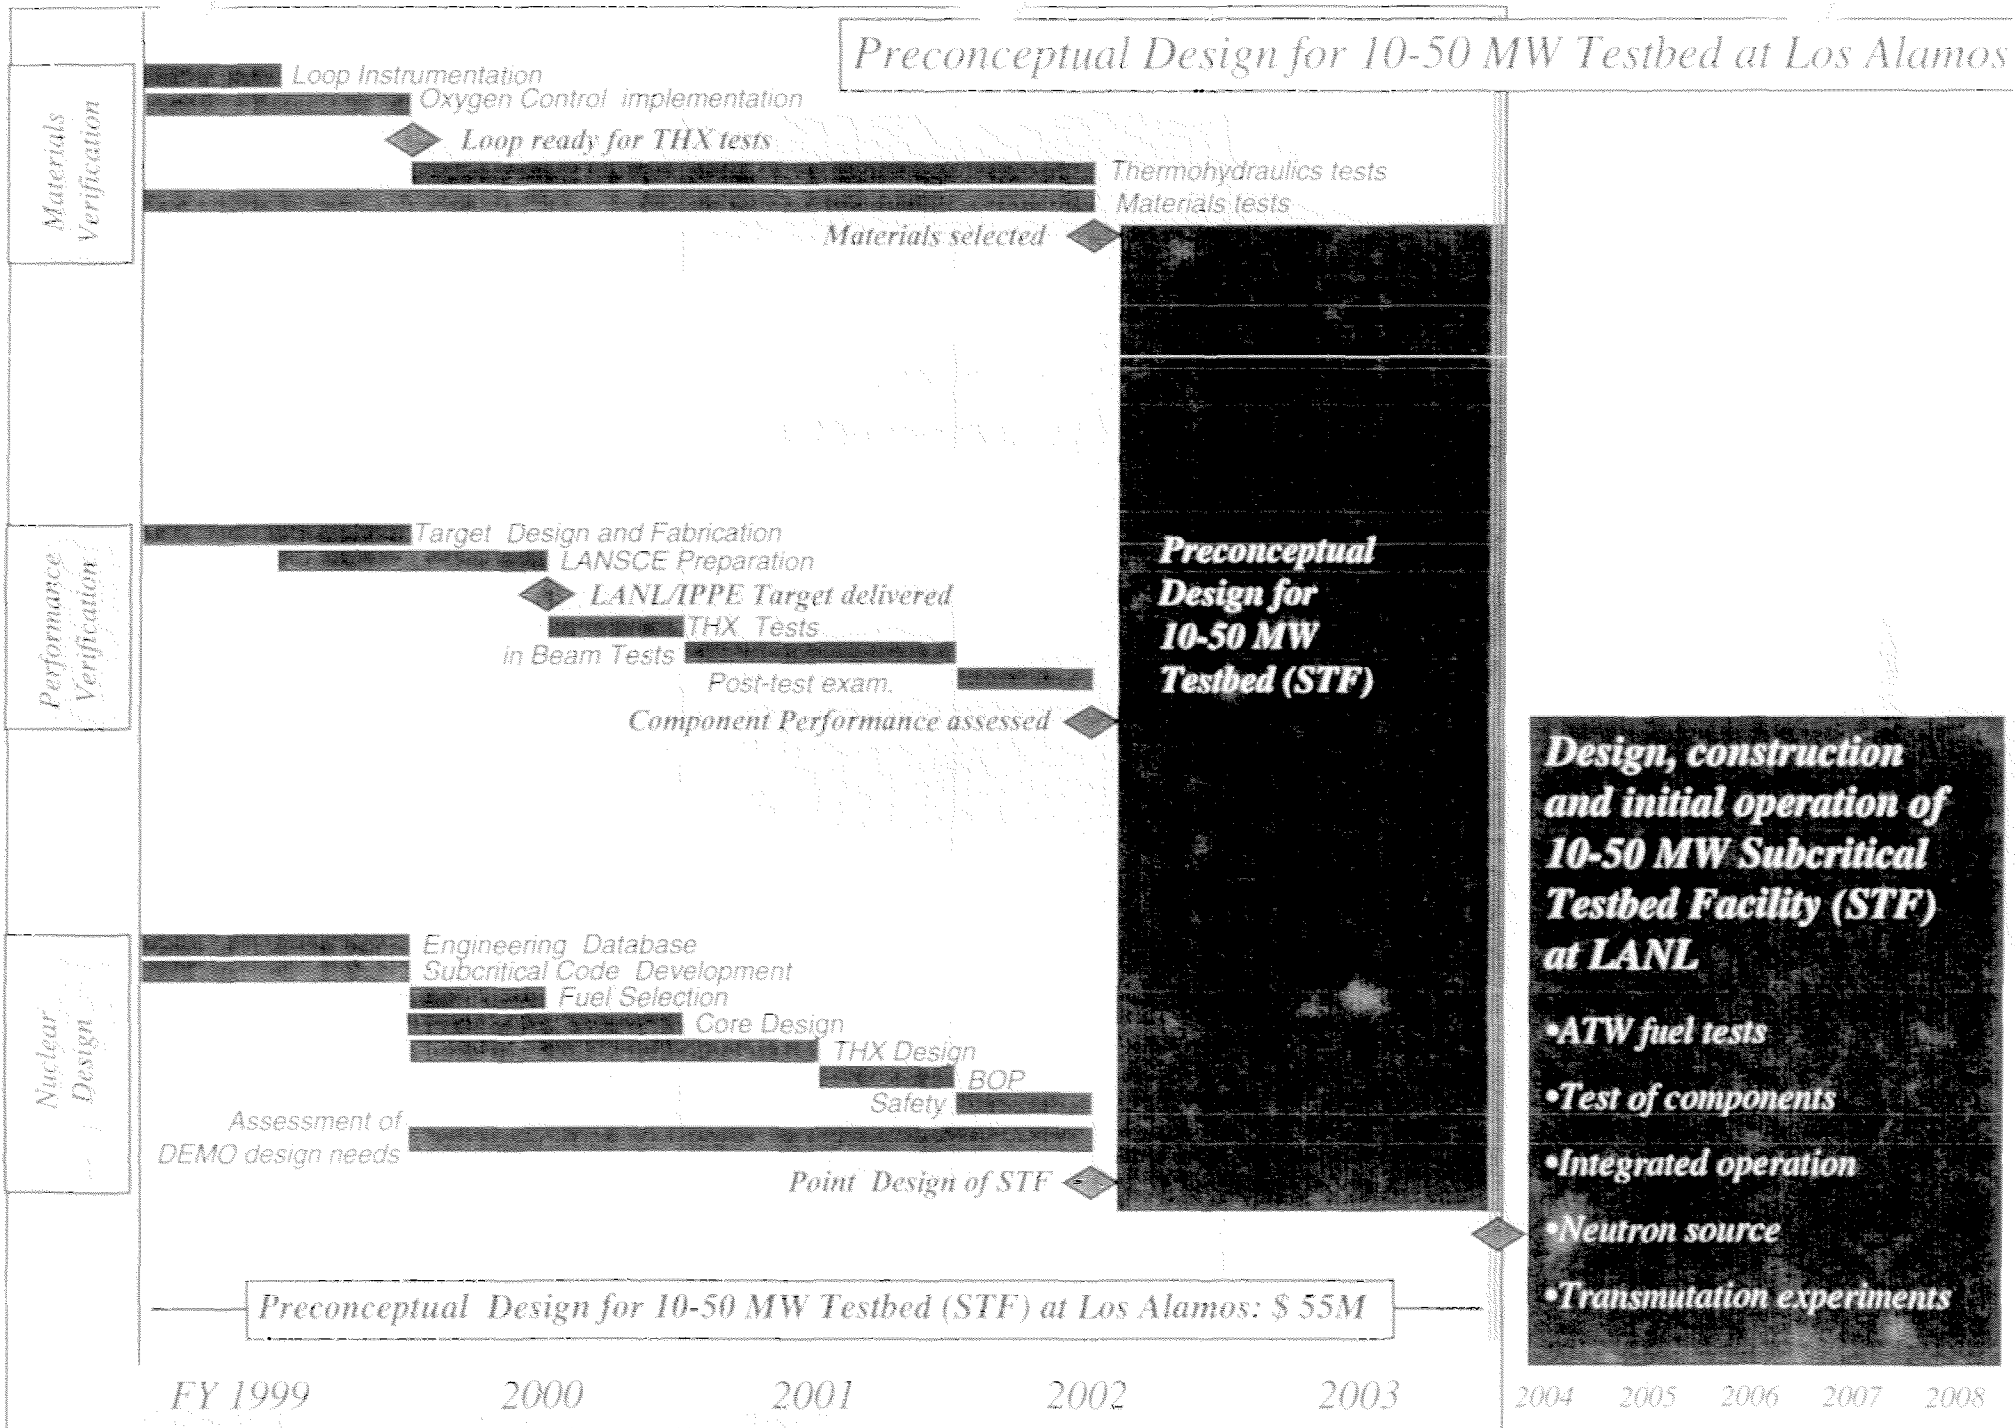 Preconceptual Design for 10-50 MW Testbed at Los Alamos
Materials
Verification
Loop Instrumentation
Oxygen Control implementation
Loop ready for THX tests
Thermohydraulics tests
Materials tests
Materials selected
Performance
Verification
Target Design and Fabrication
LANSCE Preparation
LANL/IPPE Target delivered
THX Tests
in Beam Tests
Post-test exam.
Component Performance assessed
Preconceptual
Design for
10-50 MW
Testbed (STF)
Nuclear
Design
Engineering Database
Subcritical Code Development
Fuel Selection
Core Design
THX Design
BOP
Safety
Assessment of
DEMO design needs
Point Design of STF
Design, construction
and initial operation of
10-50 MW Subcritical
Testbed Facility (STF)
at LANL
•ATW fuel tests
•Test of components
•Integrated operation
•Neutron source
•Transmutation experiments
Preconceptual Design for 10-50 MW Testbed (STF) at Los Alamos: $ 55M
FY 1999 2000 2001 2002 2003 2004 2005 2006 2007 2008